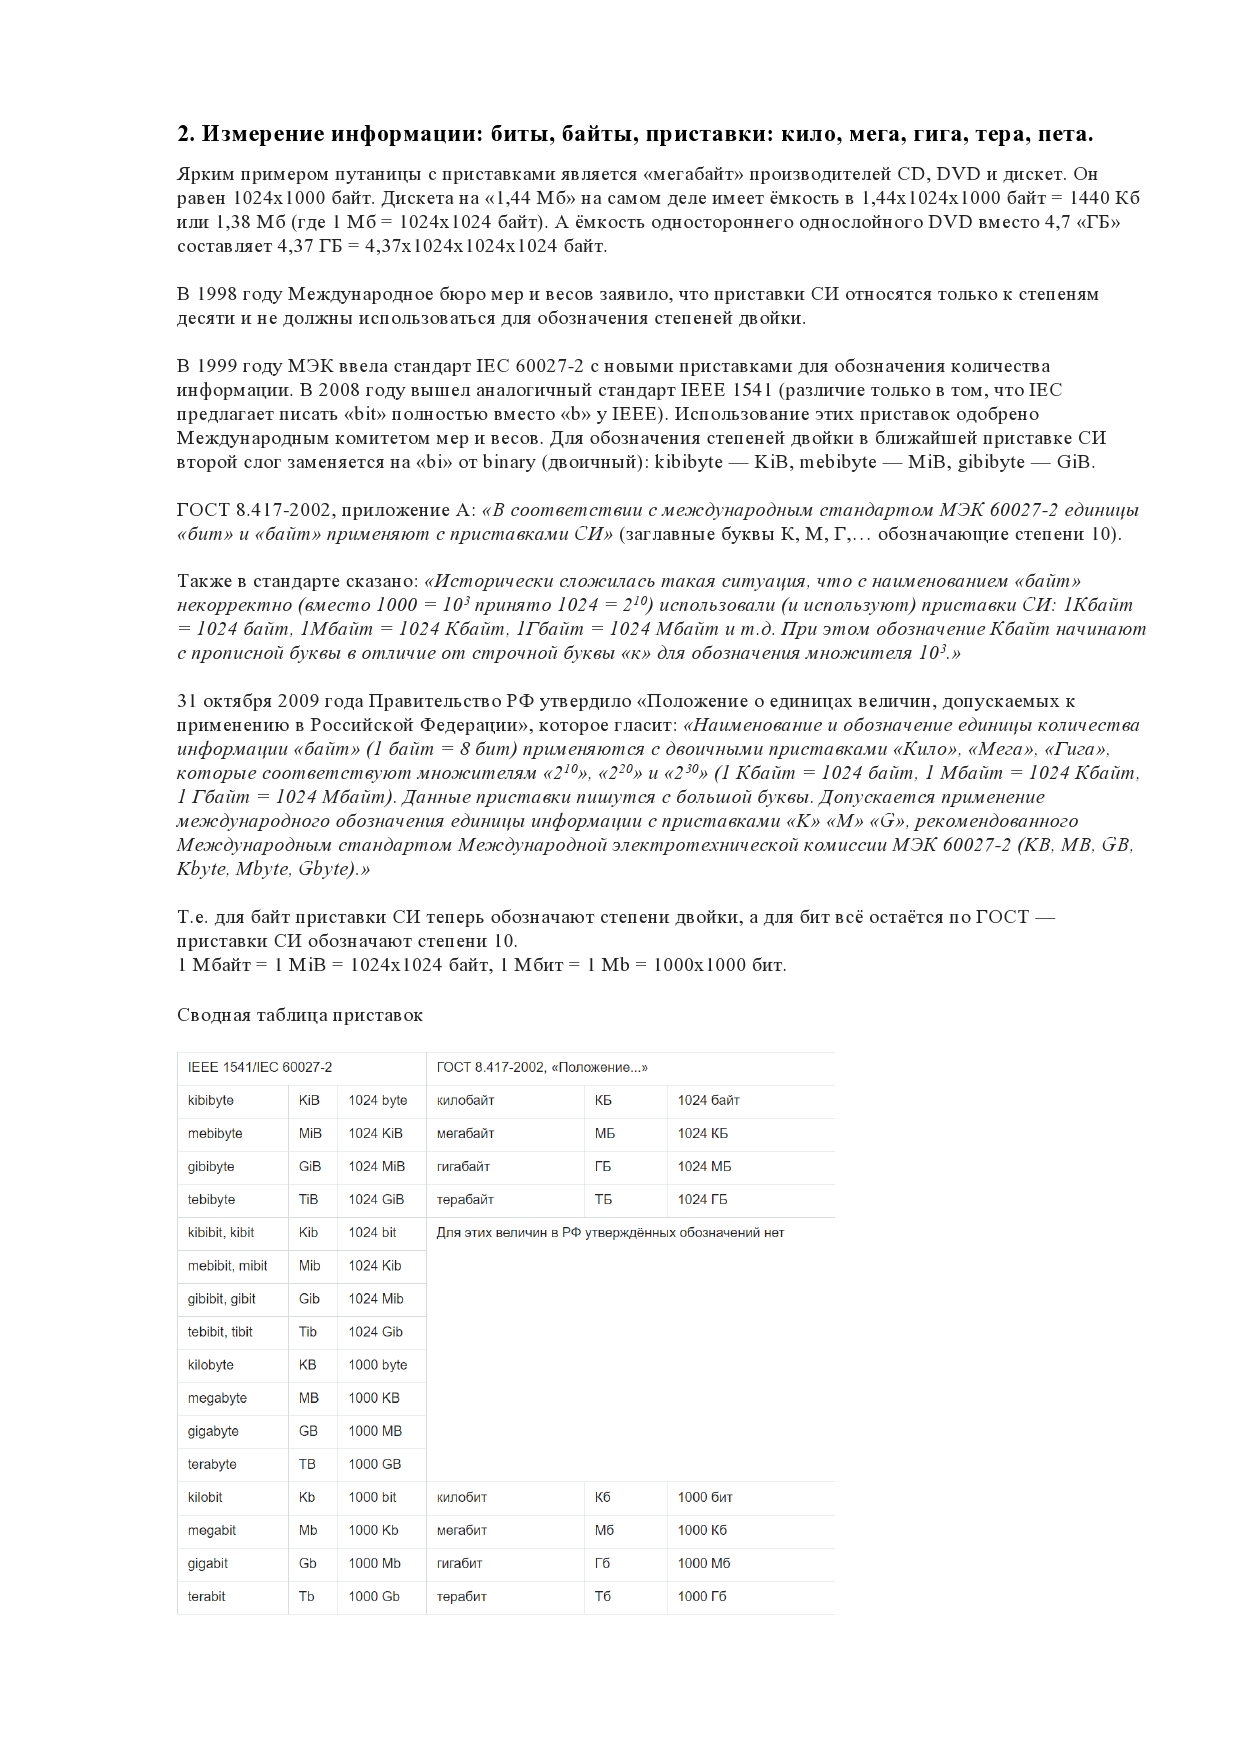 2. Измерение информации: биты, байты, приставки: кило, мега, гига, тера, пета.
Ярким примером путаницы с приставками является «мегабайт» производителей CD, DVD и дискет. Он
равен 1024x1000 байт. Дискета на «1,44 Мб» на самом деле имеет ёмкость в 1,44x1024x1000 байт = 1440 Кб
или 1,38 Мб (где 1 Мб = 1024x1024 байт). А ёмкость одностороннего однослойного DVD вместо 4,7 «ГБ»
составляет 4,37 ГБ = 4,37x1024x1024x1024 байт.
В 1998 году Международное бюро мер и весов заявило, что приставки СИ относятся только к степеням
десяти и не должны использоваться для обозначения степеней двойки.
В 1999 году МЭК ввела стандарт IEC 60027-2 с новыми приставками для обозначения количества
информации. В 2008 году вышел аналогичный стандарт IEEE 1541 (различие только в том, что IEC
предлагает писать «bit» полностью вместо «b» у IEEE). Использование этих приставок одобрено
Международным комитетом мер и весов. Для обозначения степеней двойки в ближайшей приставке СИ
второй слог заменяется на «bi» от binary (двоичный): kibibyte — KiB, mebibyte — MiB, gibibyte — GiB.
ГОСТ 8.417-2002, приложение А: «В соответствии с международным стандартом МЭК 60027-2 единицы
«бит» и «байт» применяют с приставками СИ» (заглавные буквы К, М, Г,… обозначающие степени 10).
Также в стандарте сказано: «Исторически сложилась такая ситуация, что с наименованием «байт»
некорректно (вместо 1000 = 10³ принято 1024 = 2¹⁰) использовали (и используют) приставки СИ: 1Кбайт
= 1024 байт, 1Мбайт = 1024 Кбайт, 1Гбайт = 1024 Мбайт и т.д. При этом обозначение Кбайт начинают
с прописной буквы в отличие от строчной буквы «к» для обозначения множителя 10³.»
31 октября 2009 года Правительство РФ утвердило «Положение о единицах величин, допускаемых к
применению в Российской Федерации», которое гласит: «Наименование и обозначение единицы количества
информации «байт» (1 байт = 8 бит) применяются с двоичными приставками «Кило», «Мега», «Гига»,
которые соответствуют множителям «2¹⁰», «2²⁰» и «2³⁰» (1 Кбайт = 1024 байт, 1 Мбайт = 1024 Кбайт,
1 Гбайт = 1024 Мбайт). Данные приставки пишутся с большой буквы. Допускается применение
международного обозначения единицы информации с приставками «K» «M» «G», рекомендованного
Международным стандартом Международной электротехнической комиссии МЭК 60027-2 (KB, MB, GB,
Kbyte, Mbyte, Gbyte).»
Т.е. для байт приставки СИ теперь обозначают степени двойки, а для бит всё остаётся по ГОСТ —
приставки СИ обозначают степени 10.
1 Мбайт = 1 MiB = 1024x1024 байт, 1 Мбит = 1 Mb = 1000x1000 бит.
Сводная таблица приставок
IEEE 1541/IEC 60027-2 ГОСТ 8.417-2002, «Положение...»
kibibyte KiB 1024 byte килобайт КБ 1024 байт
mebibyte MiB 1024 KiB мегабайт МБ 1024 КБ
gibibyte GiB 1024 MiB гигабайт ГБ 1024 МБ
tebibyte TiB 1024 GiB терабайт ТБ 1024 ГБ
kibibit, kibit Kib 1024 bit Для этих величин в РФ утверждённых обозначений нет
mebibit, mibit Mib 1024 Kib
gibibit, gibit Gib 1024 Mib
tebibit, tibit Tib 1024 Gib
kilobyte KB 1000 byte
megabyte MB 1000 KB
gigabyte GB 1000 MB
terabyte TB 1000 GB
kilobit Kb 1000 bit килобит Кб 1000 бит
megabit Mb 1000 Kb мегабит Мб 1000 Кб
gigabit Gb 1000 Mb гигабит Гб 1000 Мб
terabit Tb 1000 Gb терабит Тб 1000 Гб